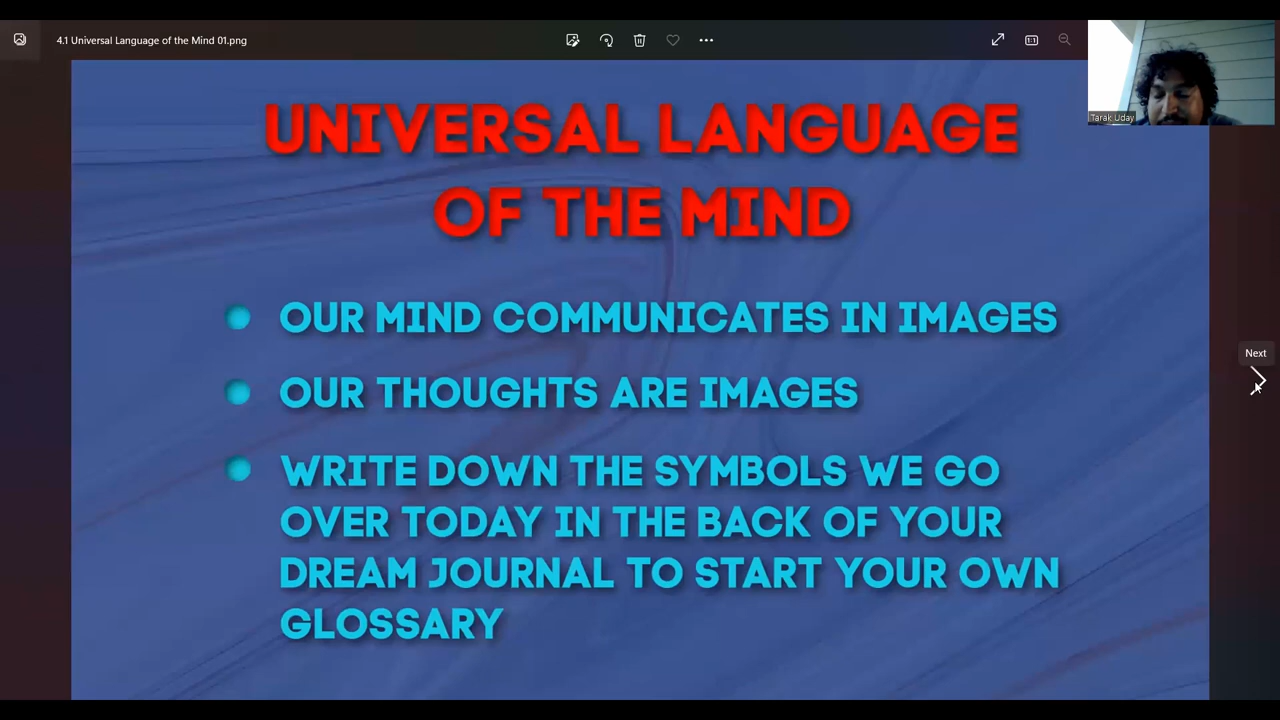 4.1 Universal Language of the Mind 01.png
1:1
Tarak Uday
UNIVERSAL LANGUAGE
OF THE MIND
OUR MIND COMMUNICATES IN IMAGES
Next
OUR THOUGHTS ARE IMAGES
WRITE DOWN THE SYMBOLS WE GO
OVER TODAY IN THE BACK OF YOUR
DREAM JOURNAL TO START YOUR OWN
GLOSSARY